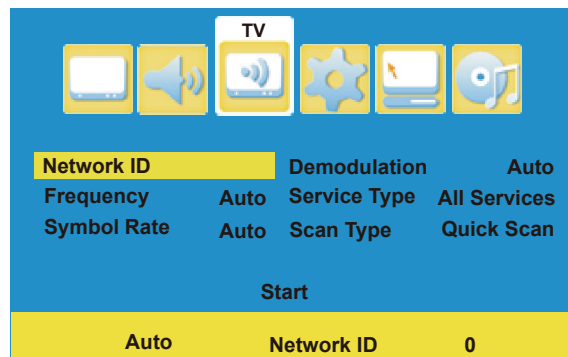 TV
Network ID Demodulation Auto
Frequency Auto Service Type All Services
Symbol Rate Auto Scan Type Quick Scan
Start
Auto Network ID 0